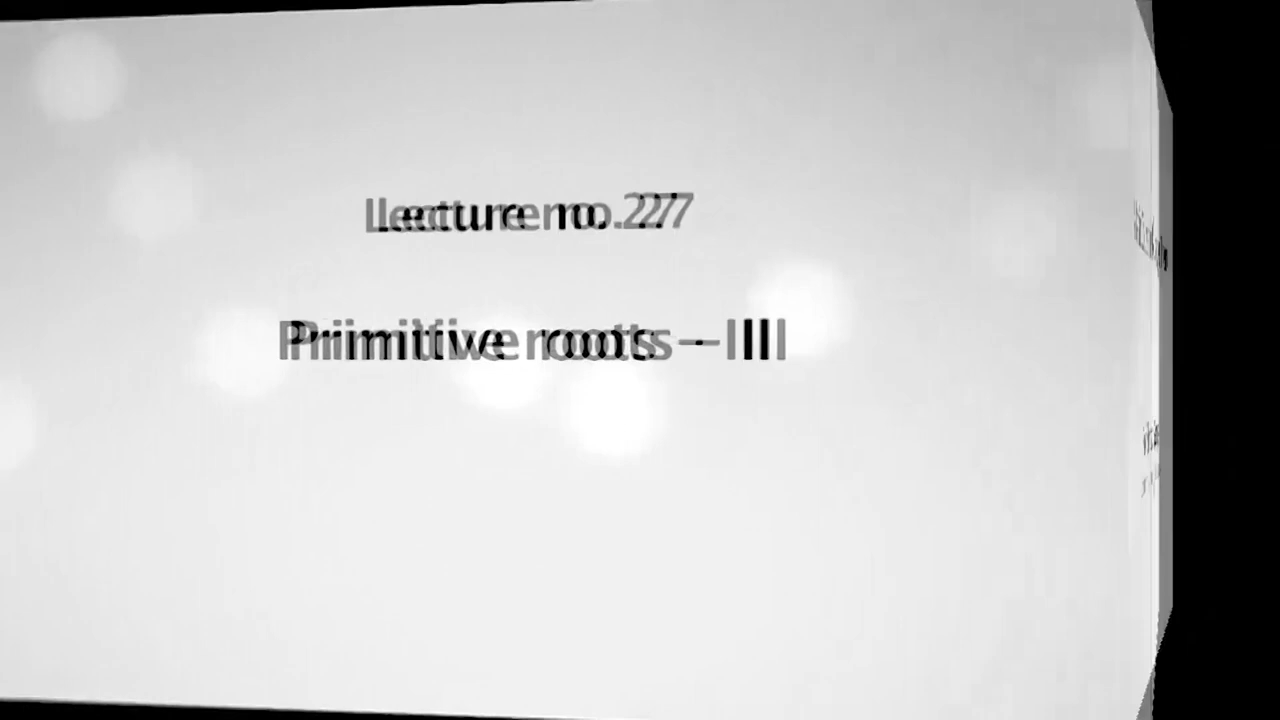 Lecture no. 27
Primitive roots – III